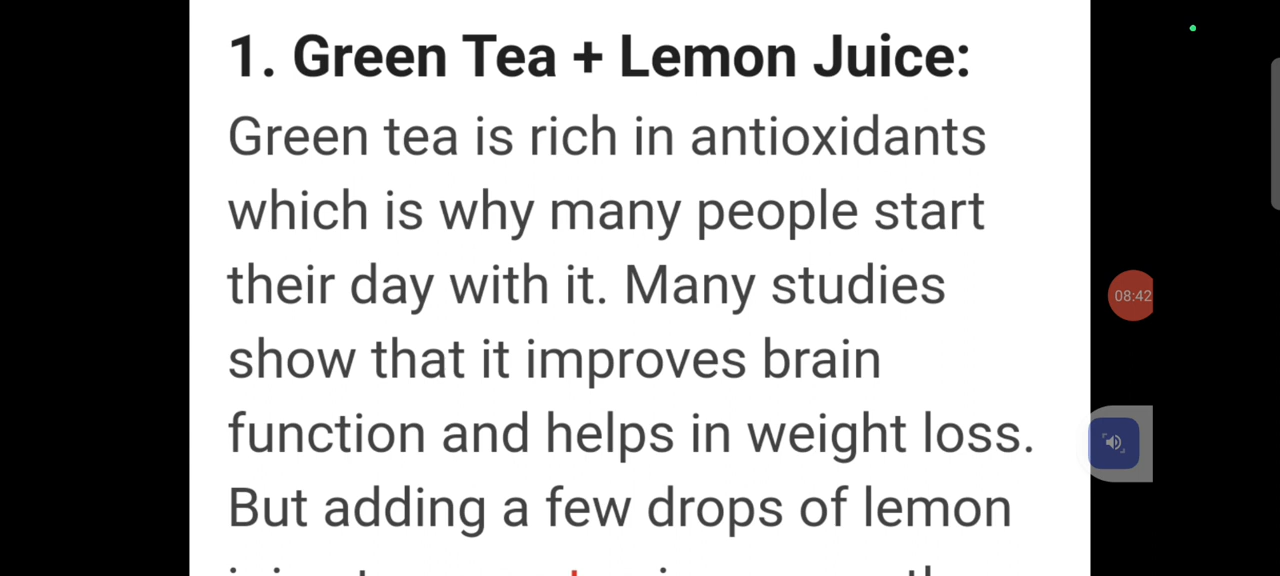 1. Green Tea + Lemon Juice:
Green tea is rich in antioxidants
which is why many people start
their day with it. Many studies
show that it improves brain
08:42
function and helps in weight loss.
But adding a few drops of lemon